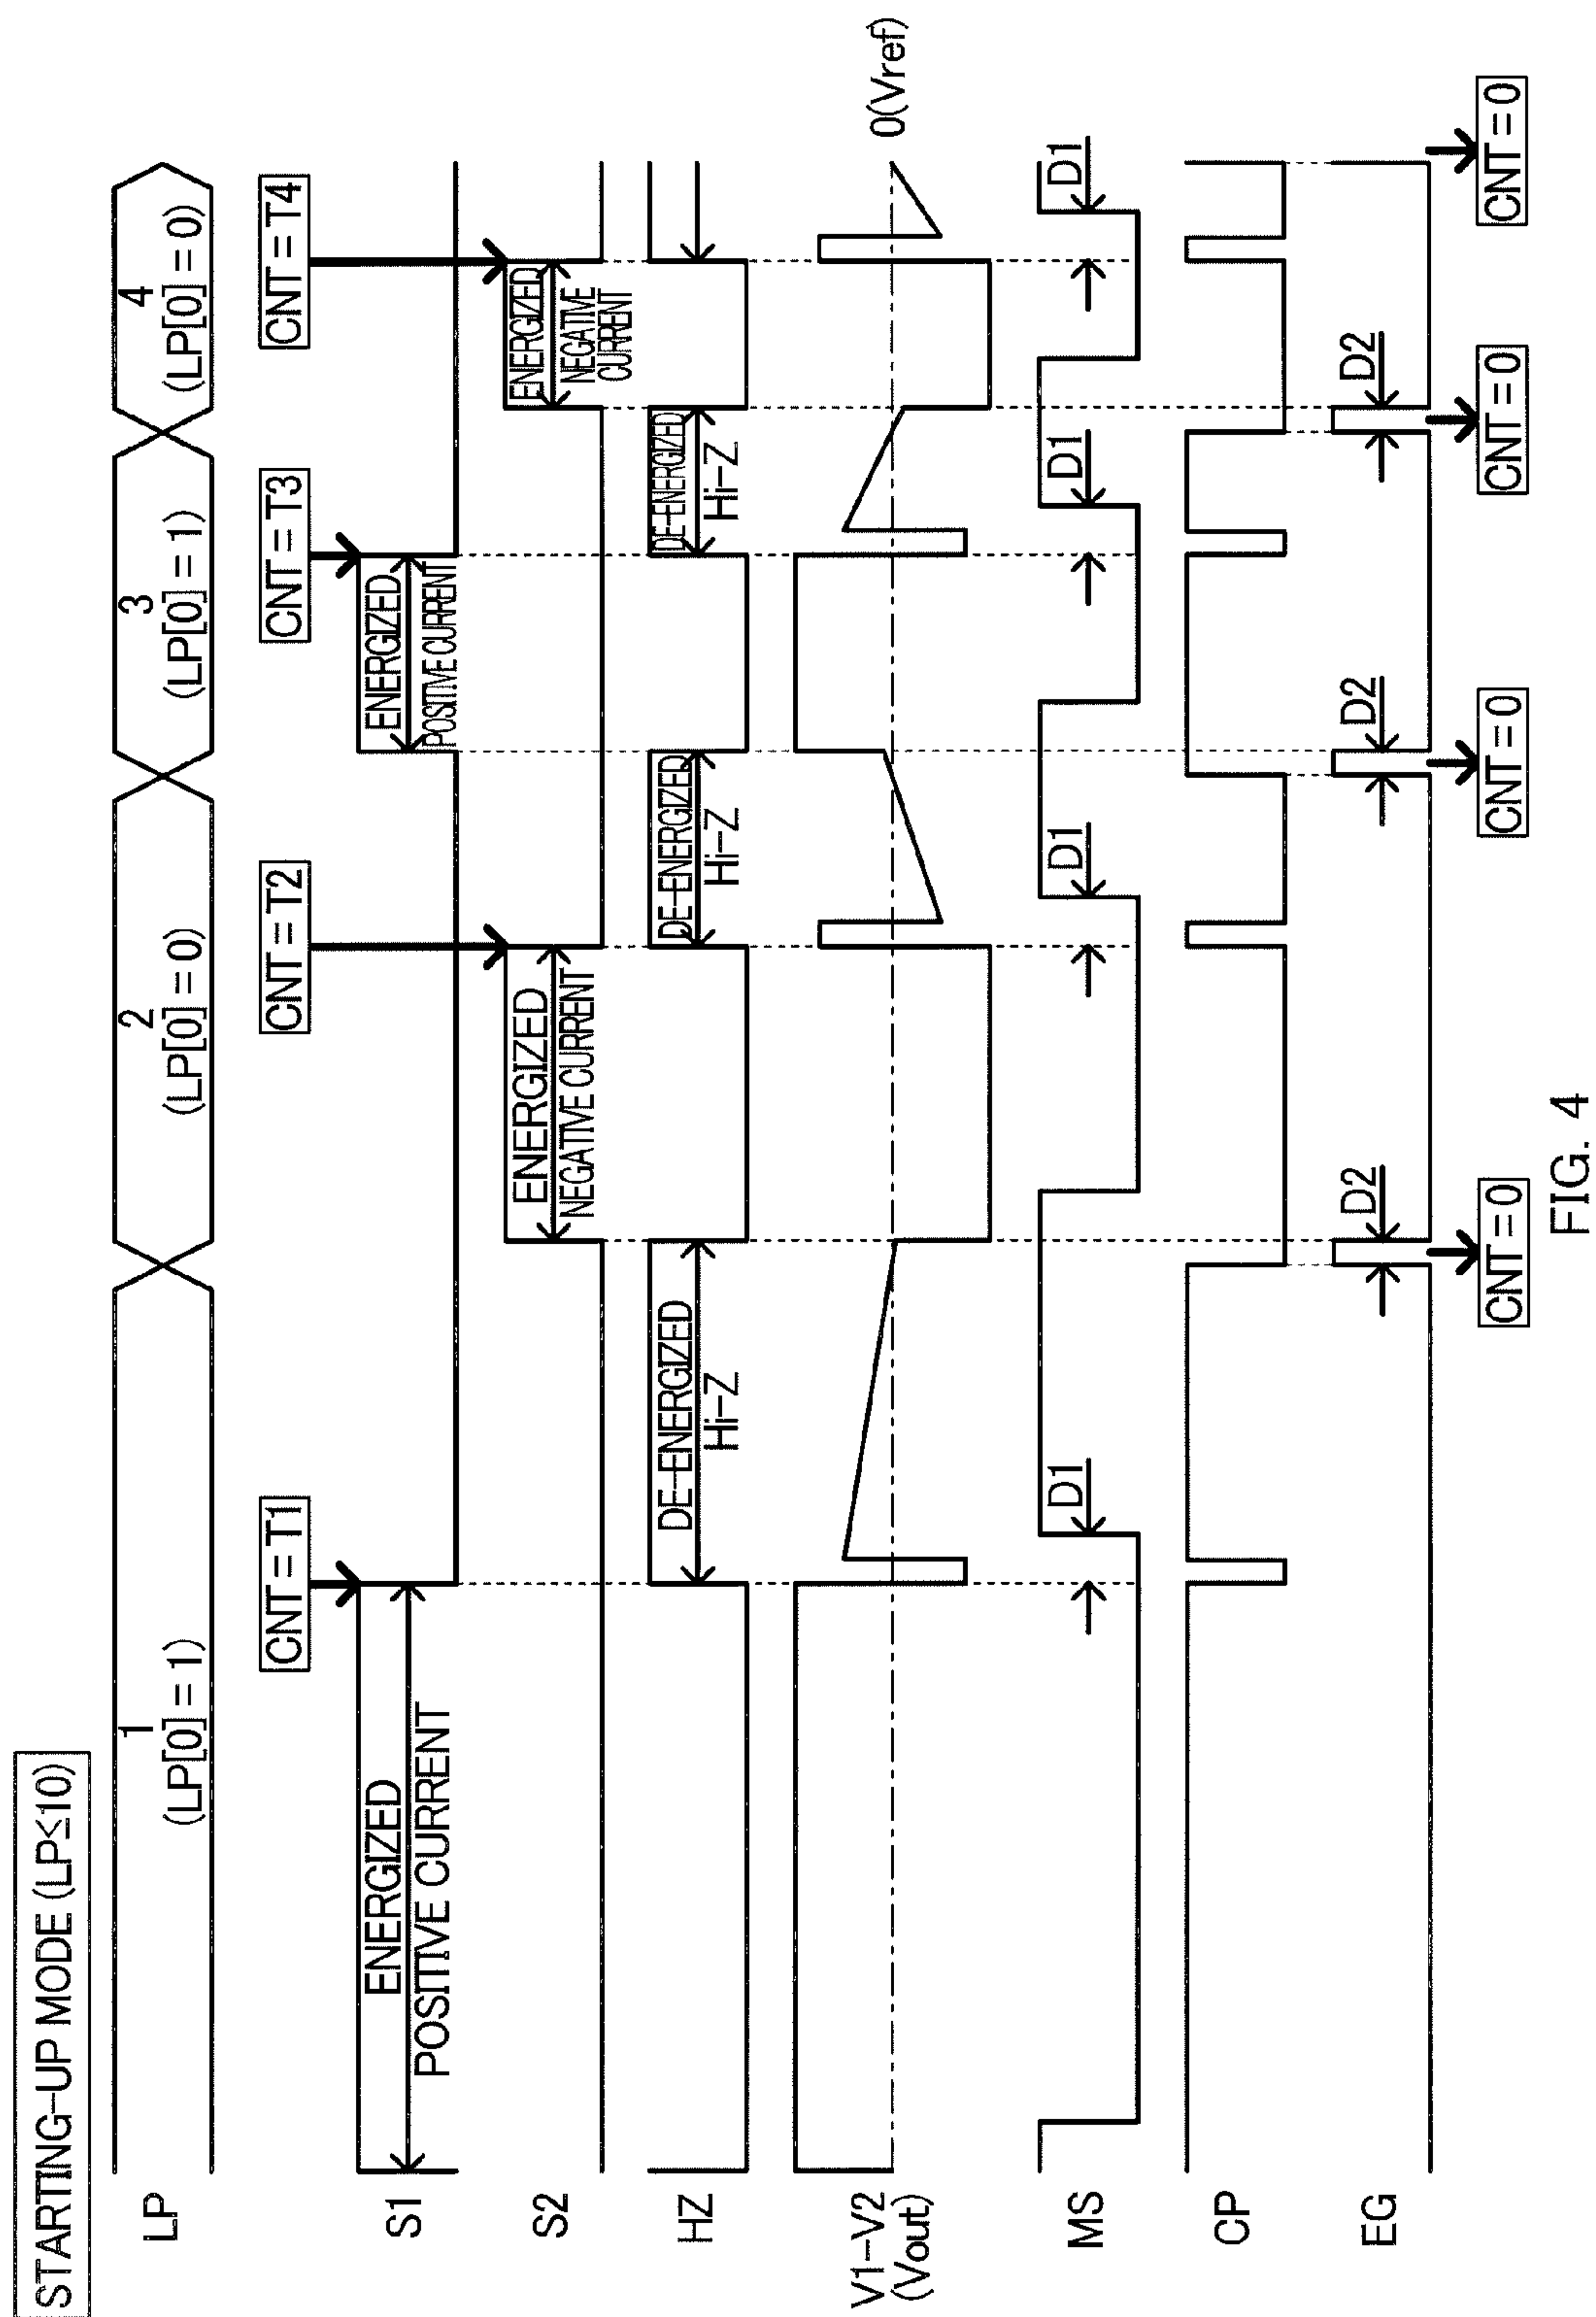 STARTING-UP MODE (LP≤10)
LP
1
(LP[0] = 1)
2
(LP[0] = 0)
3
(LP[0] = 1)
4
(LP[0] = 0)
CNT = T1
CNT = T2
CNT = T3
CNT = T4
S1
ENERGIZED
POSITIVE CURRENT
ENERGIZED
POSITIVE CURRENT
S2
ENERGIZED
NEGATIVE CURRENT
ENERGIZED
NEGATIVE
CURRENT
HZ
DE-ENERGIZED
Hi-Z
DE-ENERGIZED
Hi-Z
DE-ENERGIZED
Hi-Z
V1-V2
(Vout)
0(Vref)
MS
D1
D1
D1
D1
CP
EG
D2
D2
D2
CNT = 0
CNT = 0
CNT = 0
CNT = 0
FIG. 4